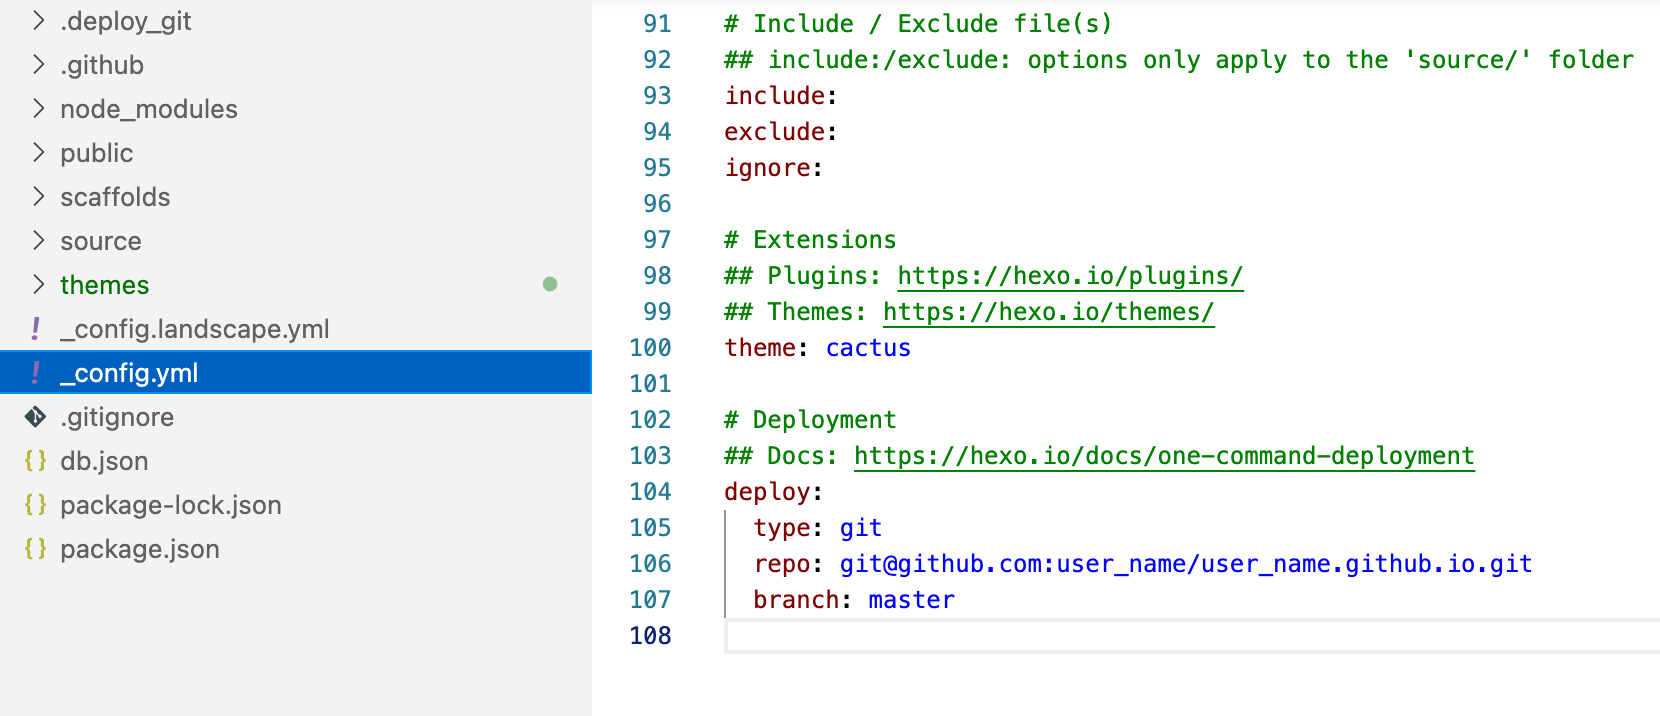 .deploy_git
.github
node_modules
public
scaffolds
source
themes
! _config.landscape.yml
! _config.yml
.gitignore
{} db.json
{} package-lock.json
{} package.json
91 # Include / Exclude file(s)
92 ## include:/exclude: options only apply to the 'source/' folder
93 include:
94 exclude:
95 ignore:
96
97 # Extensions
98 ## Plugins: https://hexo.io/plugins/
99 ## Themes: https://hexo.io/themes/
100 theme: cactus
101
102 # Deployment
103 ## Docs: https://hexo.io/docs/one-command-deployment
104 deploy:
105   type: git
106   repo: git@github.com:user_name/user_name.github.io.git
107   branch: master
108